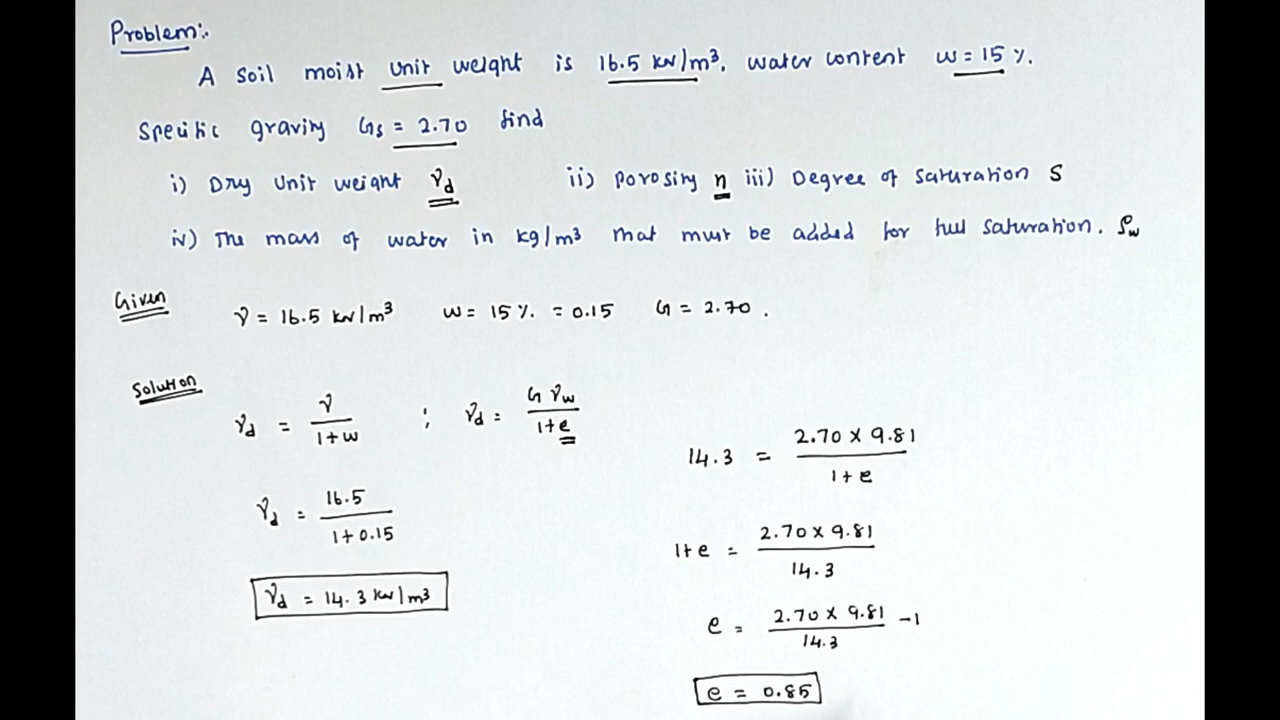 Problem:.
A soil moist unit weight is 16.5 kN/m³, water content w = 15 %.
Specific gravity Gs = 2.70 find
i) Dry Unit weight γd    ii) Porosity n    iii) Degree of saturation S
iv) The mass of water in kg/m³ that must be added for full saturation. ρw
Given
γ = 16.5 kN/m³    w = 15 % = 0.15    G = 2.70 .
Solution
γd = γ / 1+w ; γd = G γw / 1+e
γd = 16.5 / 1+0.15
γd = 14.3 kN/m³
14.3 = 2.70 x 9.81 / 1+e
1+e = 2.70 x 9.81 / 14.3
e = 2.70 x 9.81 / 14.3 -1
e = 0.85